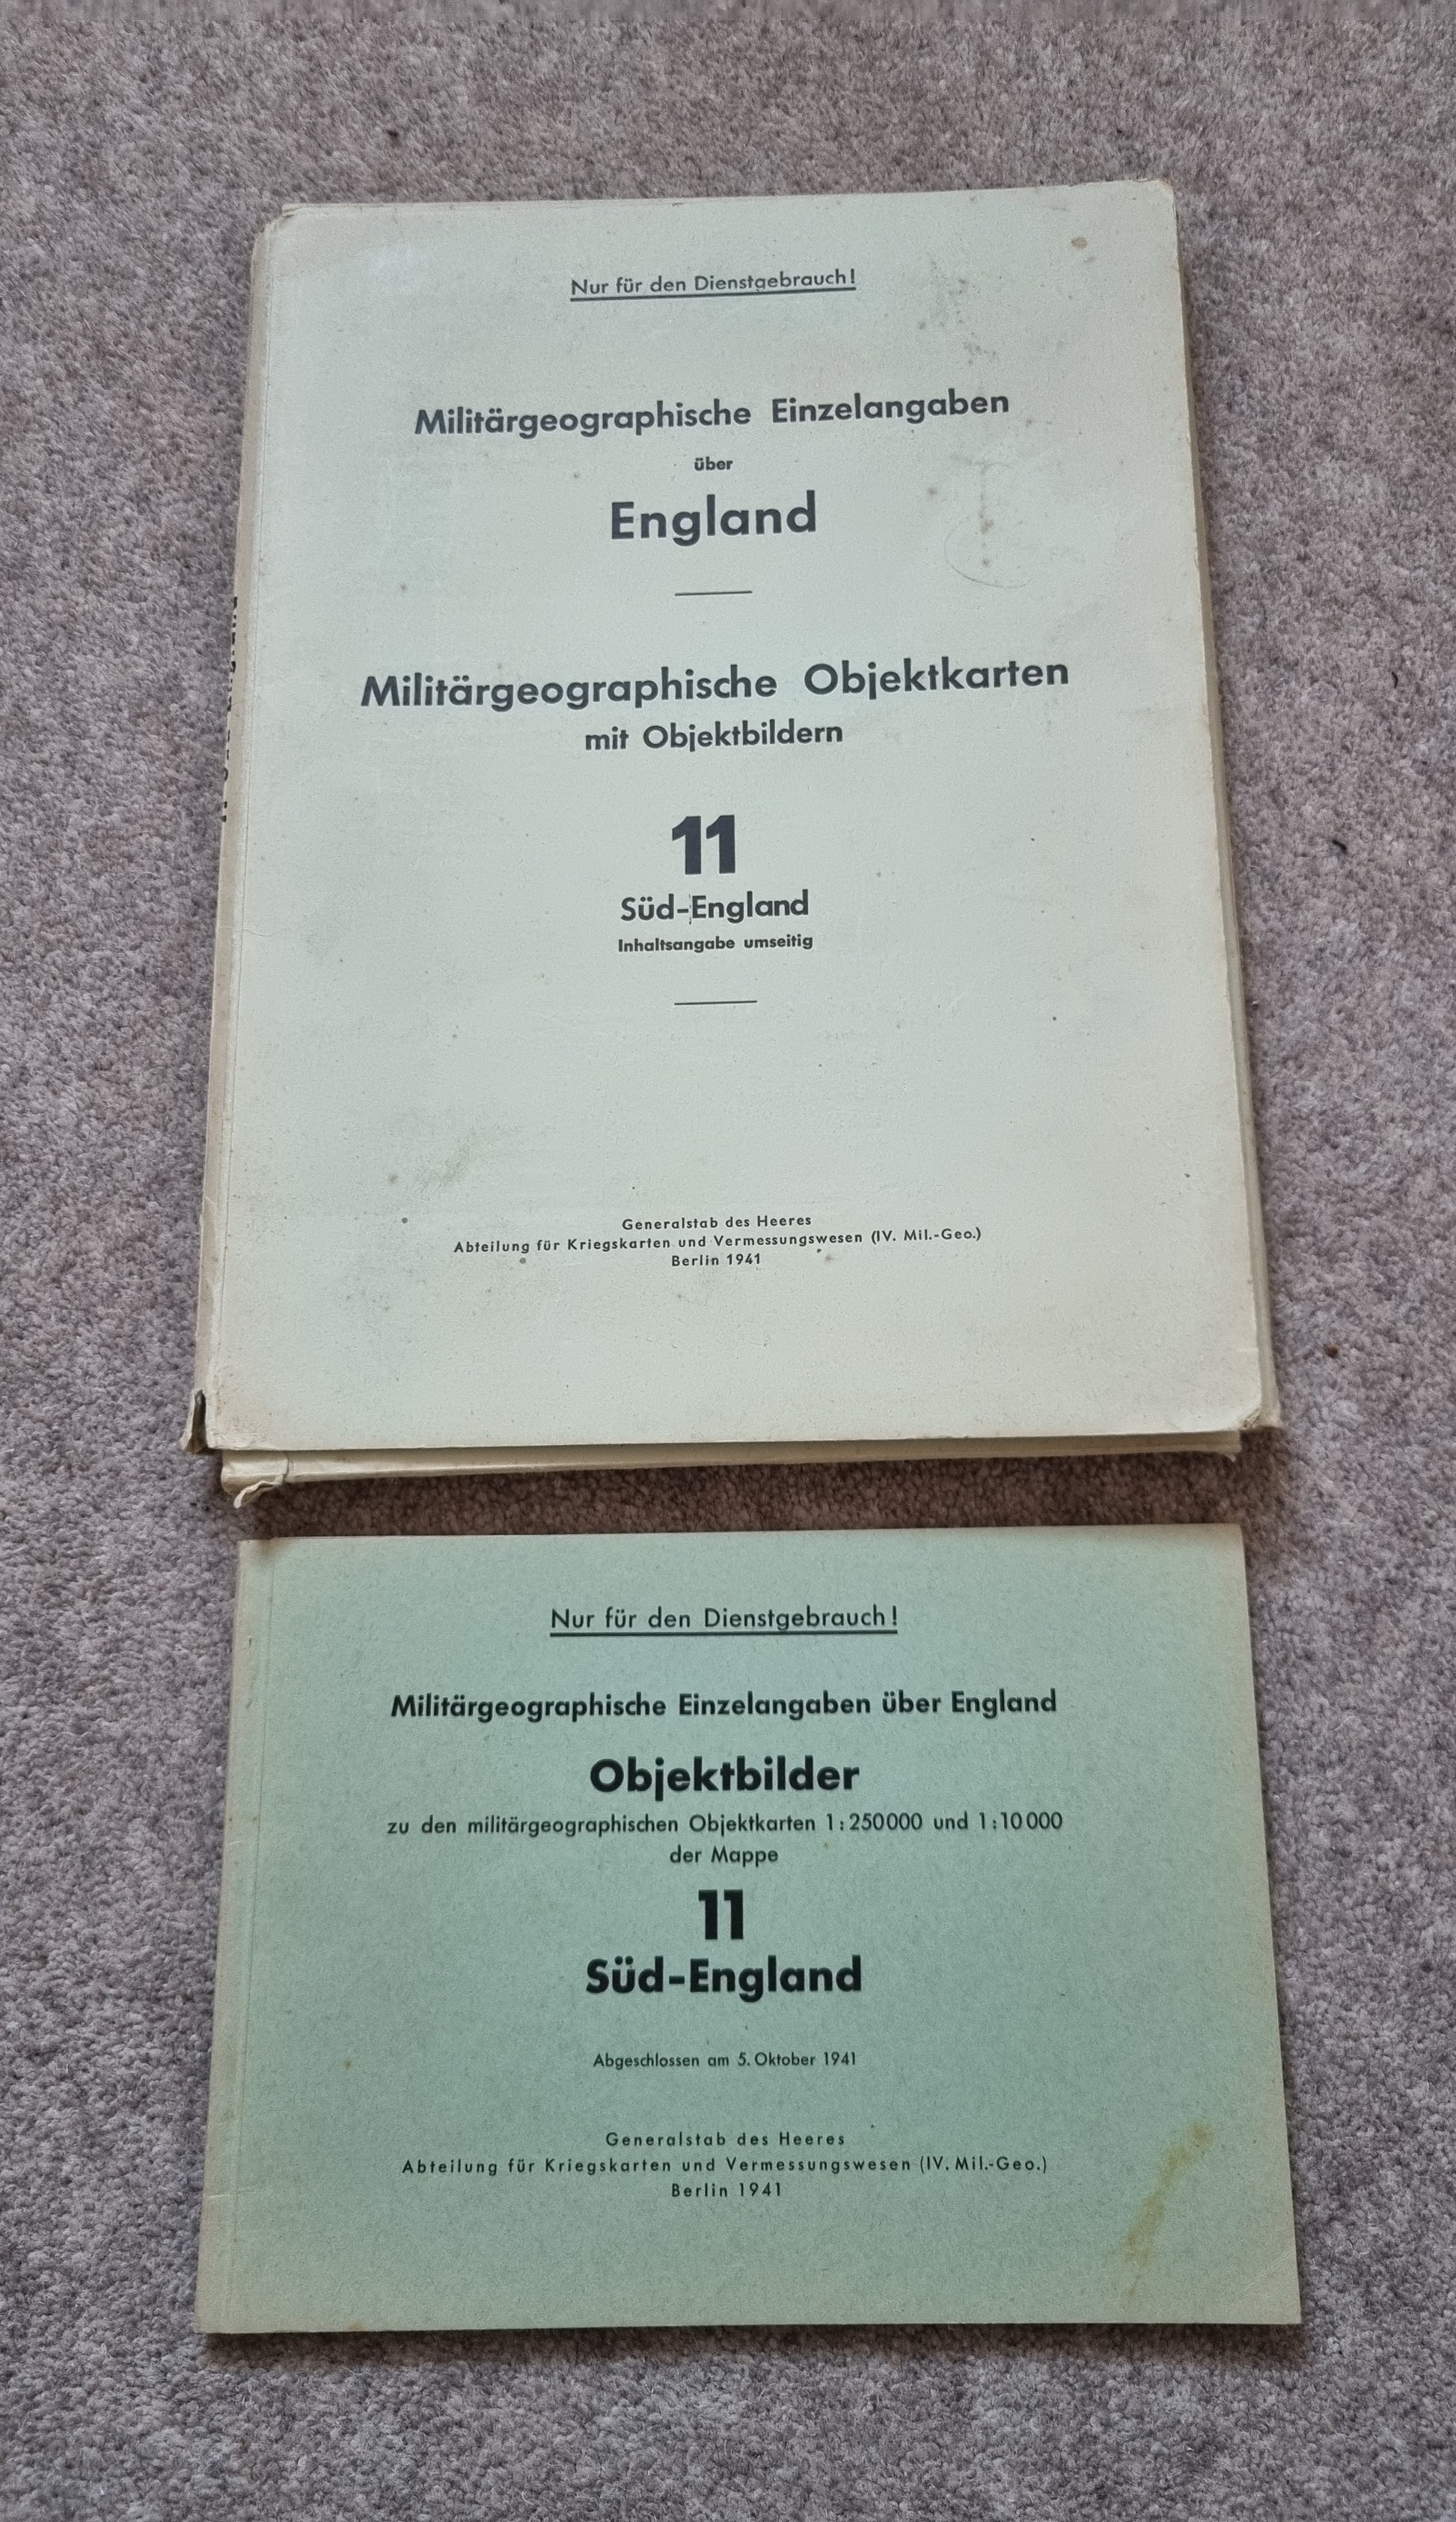 Nur für den Dienstgebrauch!
Militärgeographische Einzelangaben
über
England
Militärgeographische Objektkarten
mit Objektbildern
11
Süd-England
Inhaltsangabe umseitig
Generalstab des Heeres
Abteilung für Kriegskarten und Vermessungswesen (IV. Mil.-Geo.)
Berlin 1941
Nur für den Dienstgebrauch!
Militärgeographische Einzelangaben über England
Objektbilder
zu den militärgeographischen Objektkarten 1:250000 und 1:10000
der Mappe
11
Süd-England
Abgeschlossen am 5. Oktober 1941
Generalstab des Heeres
Abteilung für Kriegskarten und Vermessungswesen (IV. Mil.-Geo.)
Berlin 1941